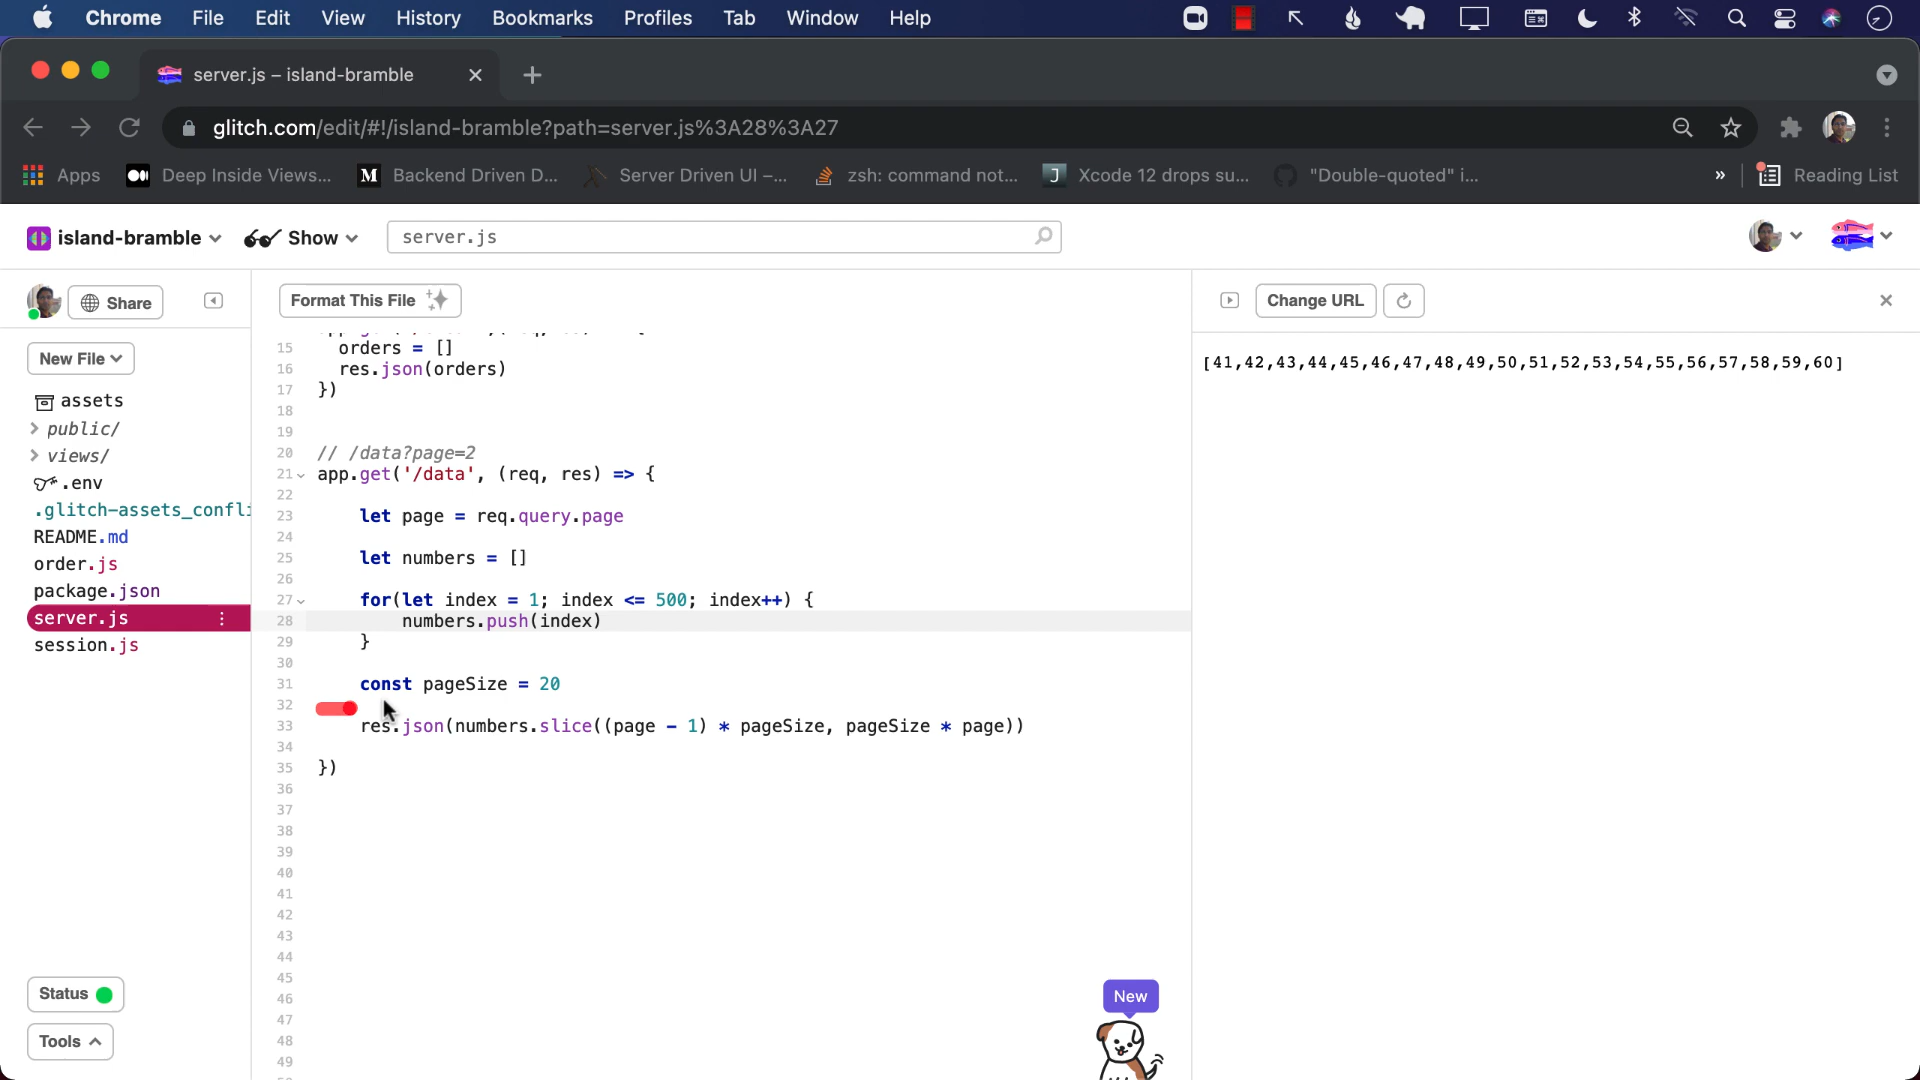 Chrome File Edit View History Bookmarks Profiles Tab Window Help
server.js – island-bramble
glitch.com/edit/#!/island-bramble?path=server.js%3A28%3A27
Apps Deep Inside Views... Backend Driven D... Server Driven UI –... zsh: command not... Xcode 12 drops su... "Double-quoted" i... » Reading List
island-bramble Show server.js
Share Format This File Change URL
New File
assets
public/
views/
.env
.glitch-assets_confli
README.md
order.js
package.json
server.js
session.js
Status
Tools
15 orders = []
16 res.json(orders)
17 })
18
19
20 // /data?page=2
21 app.get('/data', (req, res) => {
22
23 let page = req.query.page
24
25 let numbers = []
26
27 for(let index = 1; index <= 500; index++) {
28 numbers.push(index)
29 }
30
31 const pageSize = 20
32
33 res.json(numbers.slice((page - 1) * pageSize, pageSize * page))
34
35 })
36
37
38
39
40
41
42
43
44
45
46
47
48
49
New
[41,42,43,44,45,46,47,48,49,50,51,52,53,54,55,56,57,58,59,60]